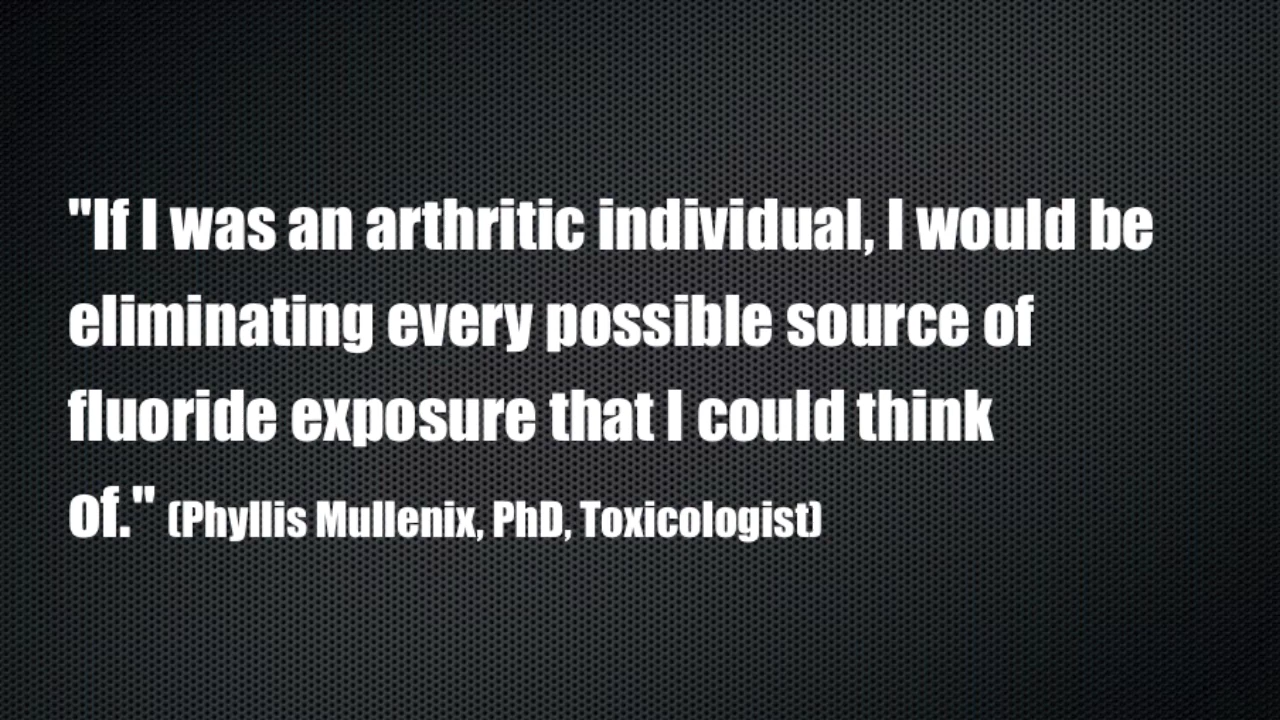 "If I was an arthritic individual, I would be
eliminating every possible source of
fluoride exposure that I could think
of." (Phyllis Mullenix, PhD, Toxicologist)